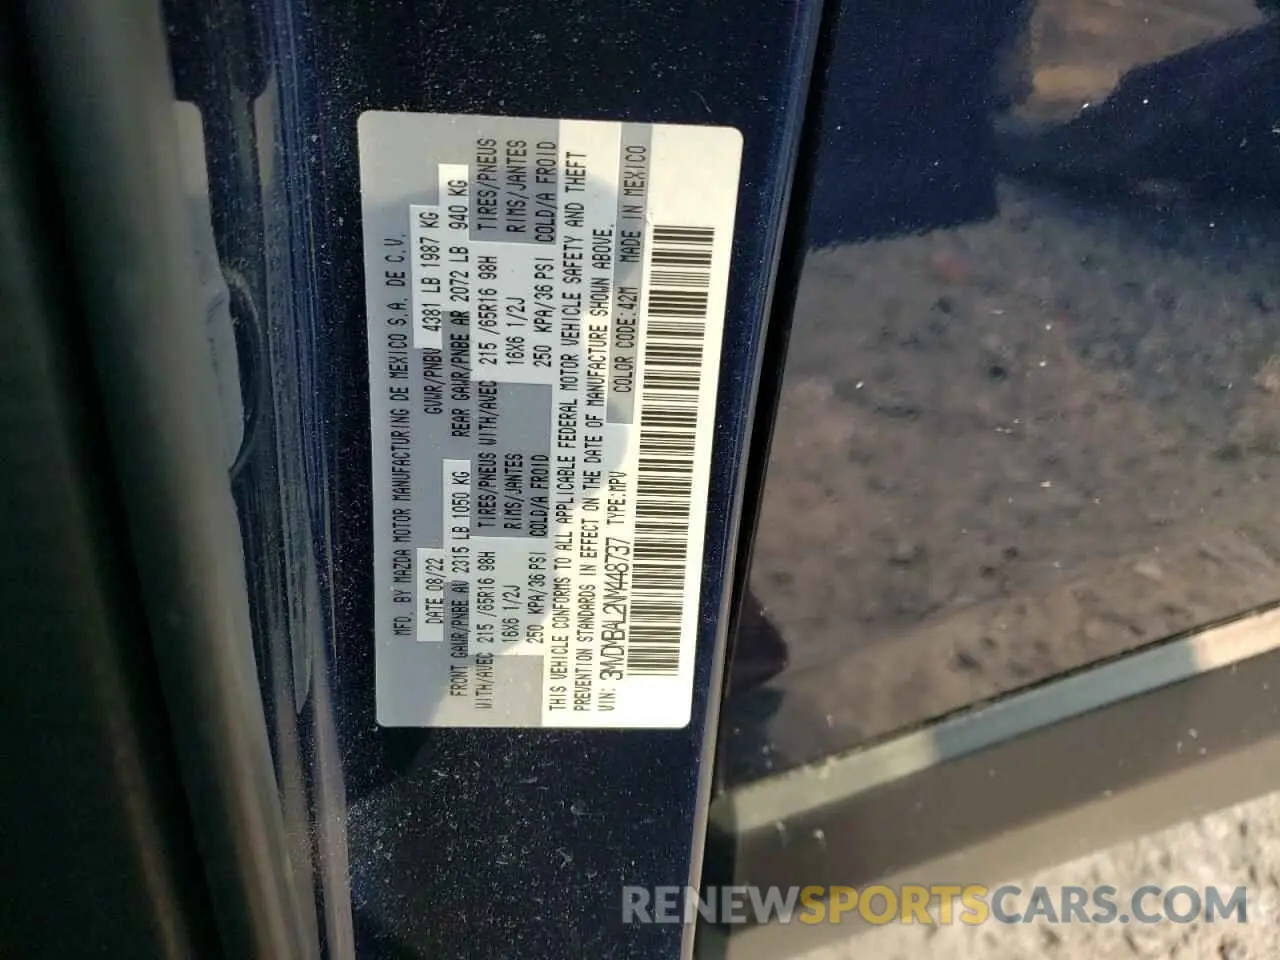 MFD. BY MAZDA MOTOR MANUFACTURING DE MEXICO S.A. DE C.V.
DATE 08/22 GVWR/PNBV 4381 LB 1987 KG
FRONT GAWR/PNBE AV 2315 LB 1050 KG REAR GAWR/PNBE AR 2072 LB 940 KG
WITH/AVEC 215 /65R16 98H TIRES/PNEUS WITH/AVEC 215 /65R16 98H TIRES/PNEUS
16X6 1/2J RIMS/JANTES 16X6 1/2J RIMS/JANTES
250 KPA/36 PSI COLD/A FROID 250 KPA/36 PSI COLD/A FROID
THIS VEHICLE CONFORMS TO ALL APPLICABLE FEDERAL MOTOR VEHICLE SAFETY AND THEFT
PREVENTION STANDARDS IN EFFECT ON THE DATE OF MANUFACTURE SHOWN ABOVE.
VIN: 3MVDMBAL2NM448737 TYPE:MPV COLOR CODE:42M MADE IN MEXICO
RENEWSPORTSCARS.COM